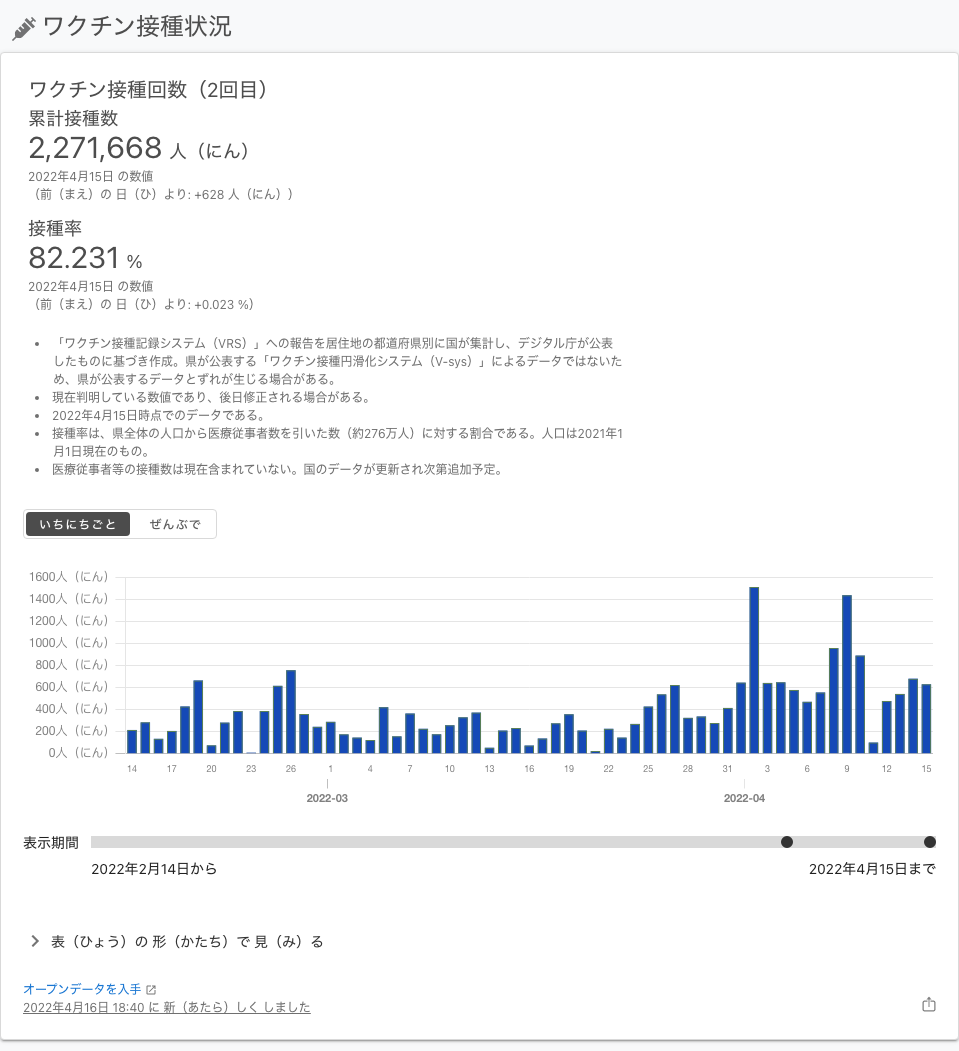 ワクチン接種状況
ワクチン接種回数（2回目）
累計接種数
2,271,668 人（にん）
2022年4月15日 の数値
（前（まえ）の 日（ひ）より: +628 人（にん））
接種率
82.231 %
2022年4月15日 の数値
（前（まえ）の 日（ひ）より: +0.023 %）
• 「ワクチン接種記録システム（VRS）」への報告を居住地の都道府県別に国が集計し、デジタル庁が公表
したものに基づき作成。県が公表する「ワクチン接種円滑化システム（V-sys）」によるデータではないた
め、県が公表するデータとずれが生じる場合がある。
• 現在判明している数値であり、後日修正される場合がある。
• 2022年4月15日時点でのデータである。
• 接種率は、県全体の人口から医療従事者数を引いた数（約276万人）に対する割合である。人口は2021年1
月1日現在のもの。
• 医療従事者等の接種数は現在含まれていない。国のデータが更新され次第追加予定。
いちにちごと ぜんぶで
1600人（にん）
1400人（にん）
1200人（にん）
1000人（にん）
800人（にん）
600人（にん）
400人（にん）
200人（にん）
0人（にん）
14 17 20 23 26 1 4 7 10 13 16 19 22 25 28 31 3 6 9 12 15
2022-03 2022-04
表示期間
2022年2月14日から 2022年4月15日まで
表（ひょう）の 形（かたち）で 見（み）る
オープンデータを入手
2022年4月16日 18:40 に 新（あたら）しく しました